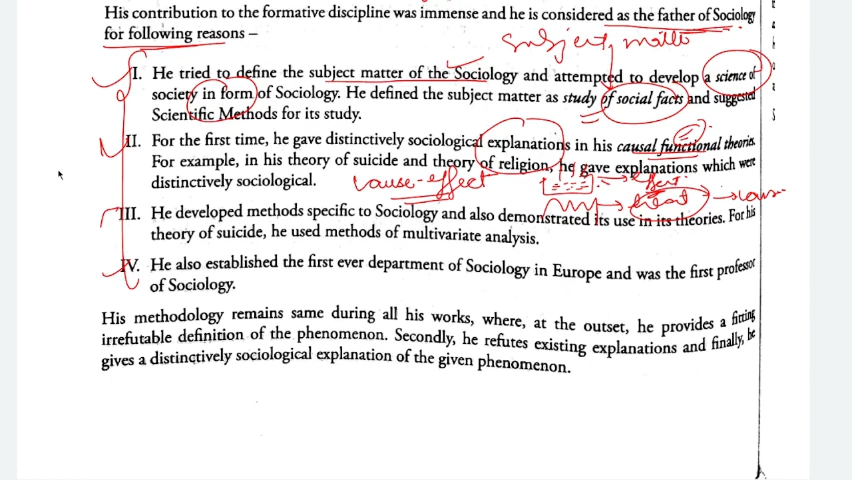 His contribution to the formative discipline was immense and he is considered as the father of Sociology
for following reasons –
Subject matter
I. He tried to define the subject matter of the Sociology and attempted to develop a science of
society in form of Sociology. He defined the subject matter as study of social facts and suggested
Scientific Methods for its study.
II. For the first time, he gave distinctively sociological explanations in his causal functional theories.
For example, in his theory of suicide and theory of religion, he gave explanations which were
distinctively sociological.
cause-effect
effect
heat
III. He developed methods specific to Sociology and also demonstrated its use in its theories. For his
theory of suicide, he used methods of multivariate analysis.
IV. He also established the first ever department of Sociology in Europe and was the first professor
of Sociology.
His methodology remains same during all his works, where, at the outset, he provides a fitting
irrefutable definition of the phenomenon. Secondly, he refutes existing explanations and finally, he
gives a distinctively sociological explanation of the given phenomenon.